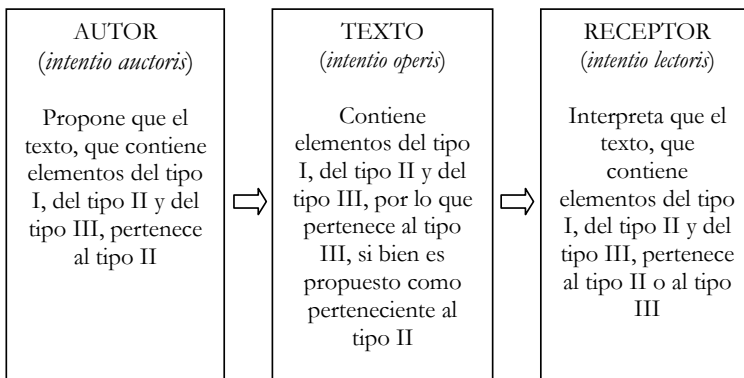 AUTOR
(intentio auctoris)
Propone que el
texto, que contiene
elementos del tipo
I, del tipo II y del
tipo III, pertenece
al tipo II
TEXTO
(intentio operis)
Contiene
elementos del tipo
I, del tipo II y del
tipo III, por lo que
pertenece al tipo
III, si bien es
propuesto como
perteneciente al
tipo II
RECEPTOR
(intentio lectoris)
Interpreta que el
texto, que
contiene
elementos del tipo
I, del tipo II y del
tipo III, pertenece
al tipo II o al tipo
III